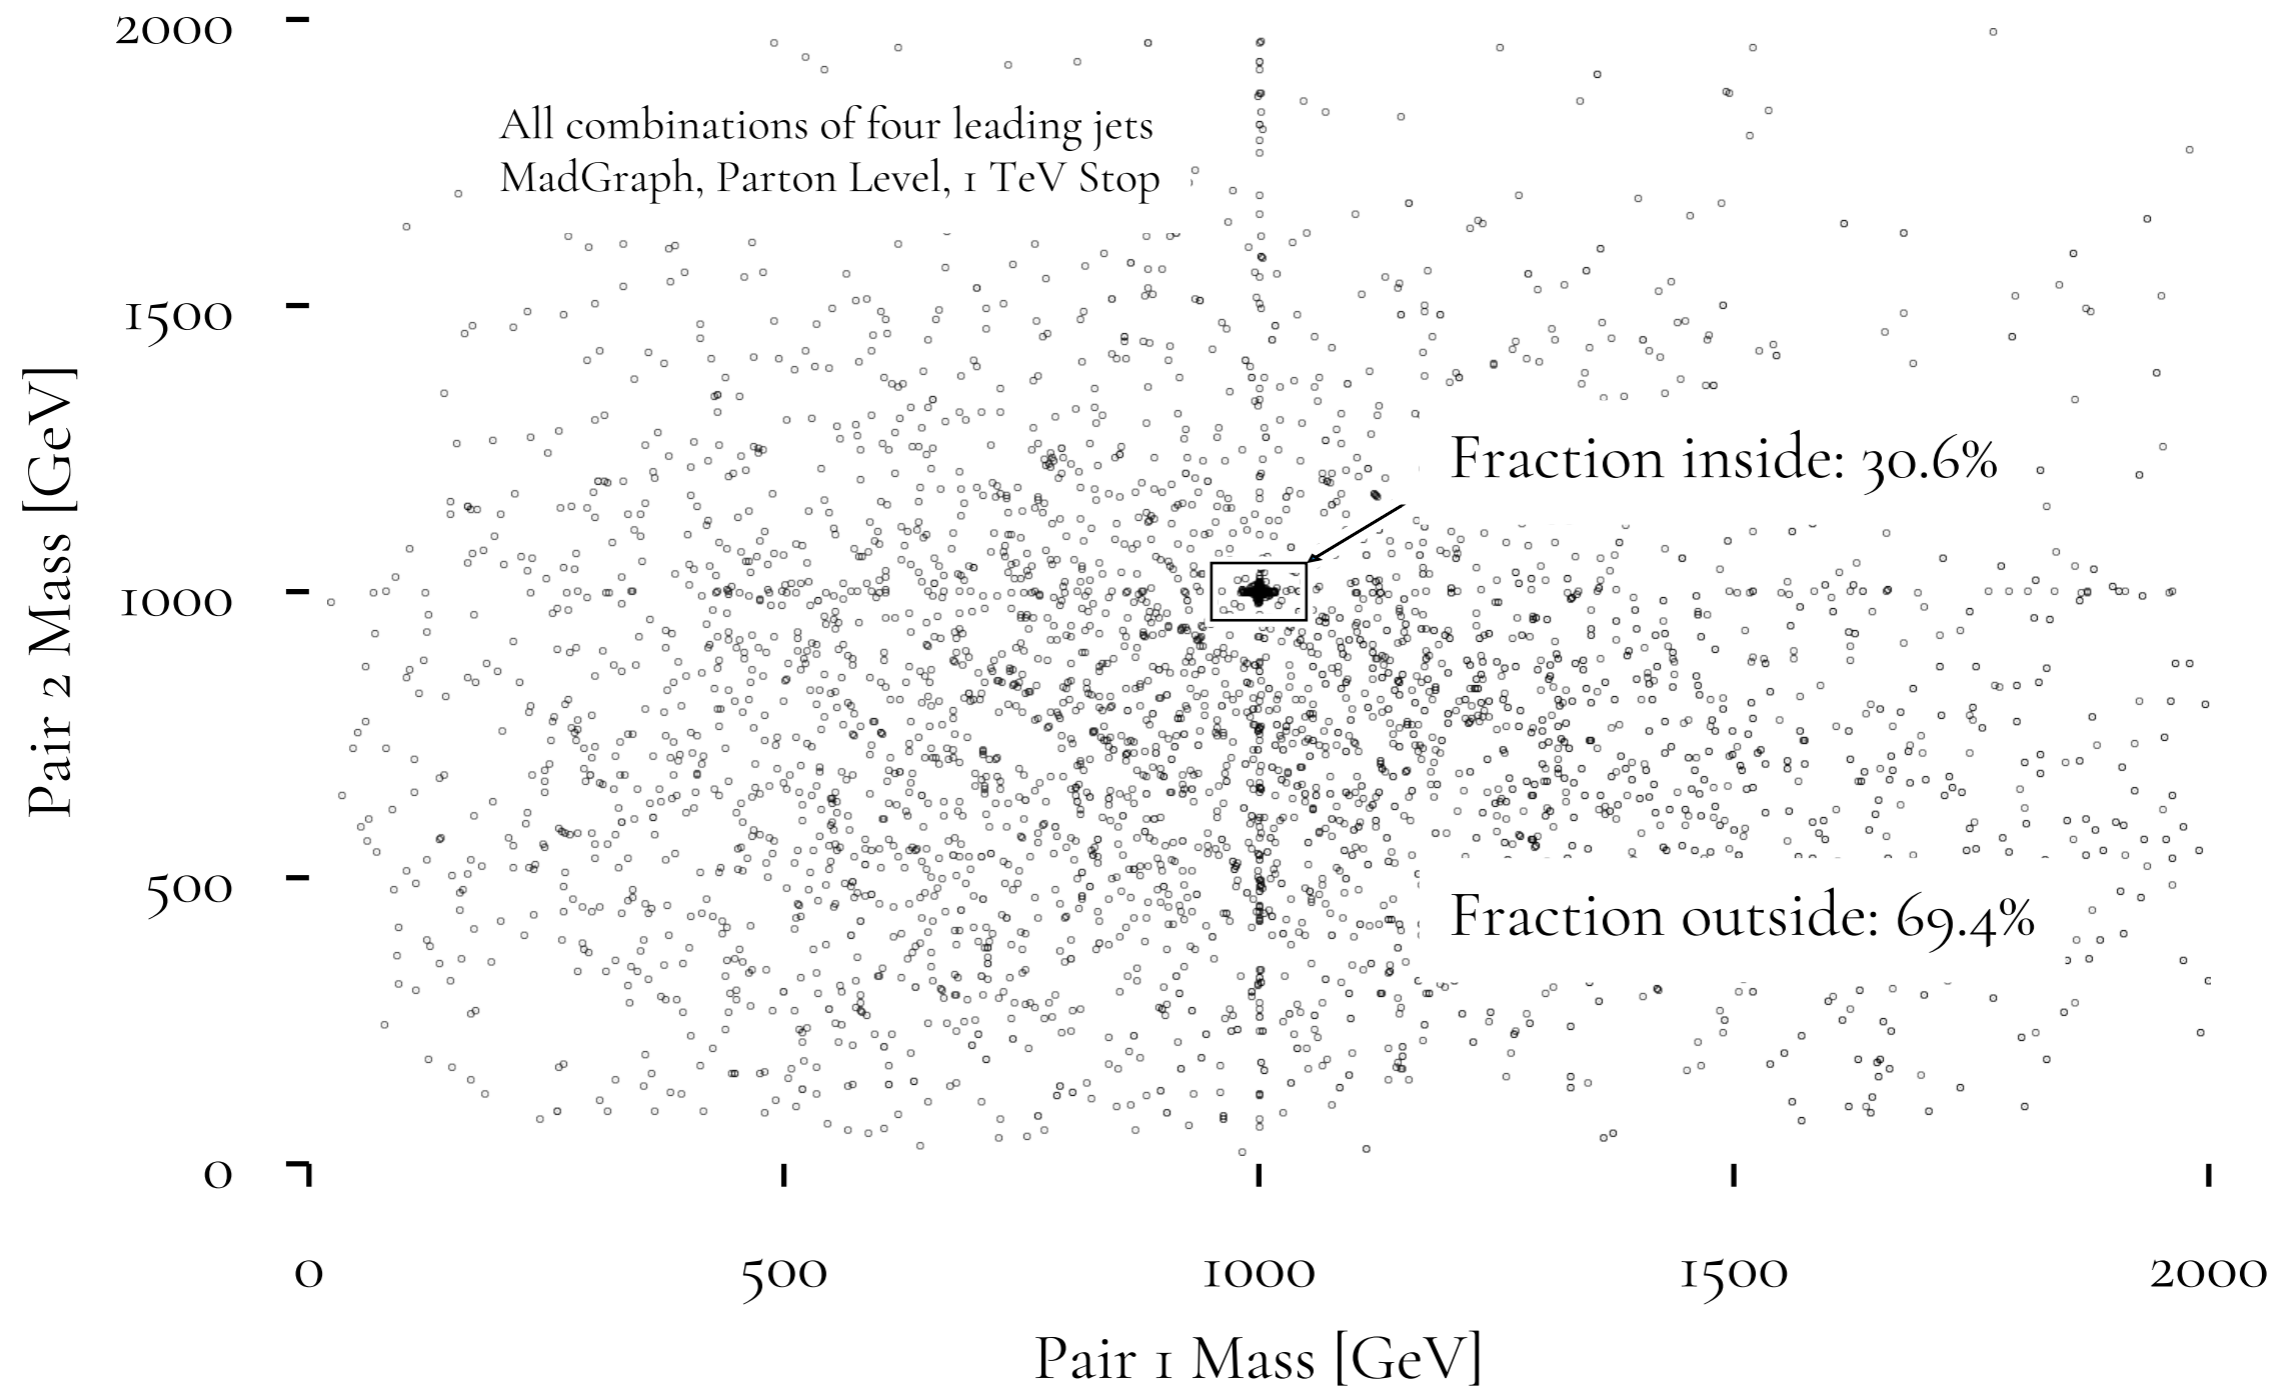 2000
All combinations of four leading jets
MadGraph, Parton Level, 1 TeV Stop
1500
Fraction inside: 30.6%
Pair 2 Mass [GeV]
1000
500
Fraction outside: 69.4%
0
0 500 1000 1500 2000
Pair 1 Mass [GeV]